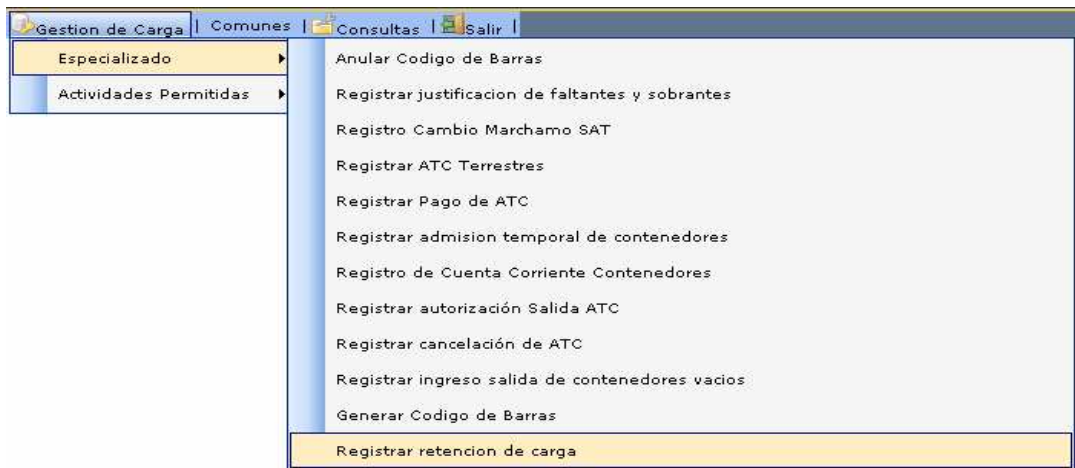 Gestion de Carga | Comunes | Consultas | Salir |
Especializado
Actividades Permitidas
Anular Codigo de Barras
Registrar justificacion de faltantes y sobrantes
Registro Cambio Marchamo SAT
Registrar ATC Terrestres
Registrar Pago de ATC
Registrar admision temporal de contenedores
Registro de Cuenta Corriente Contenedores
Registrar autorización Salida ATC
Registrar cancelación de ATC
Registrar ingreso salida de contenedores vacios
Generar Codigo de Barras
Registrar retencion de carga